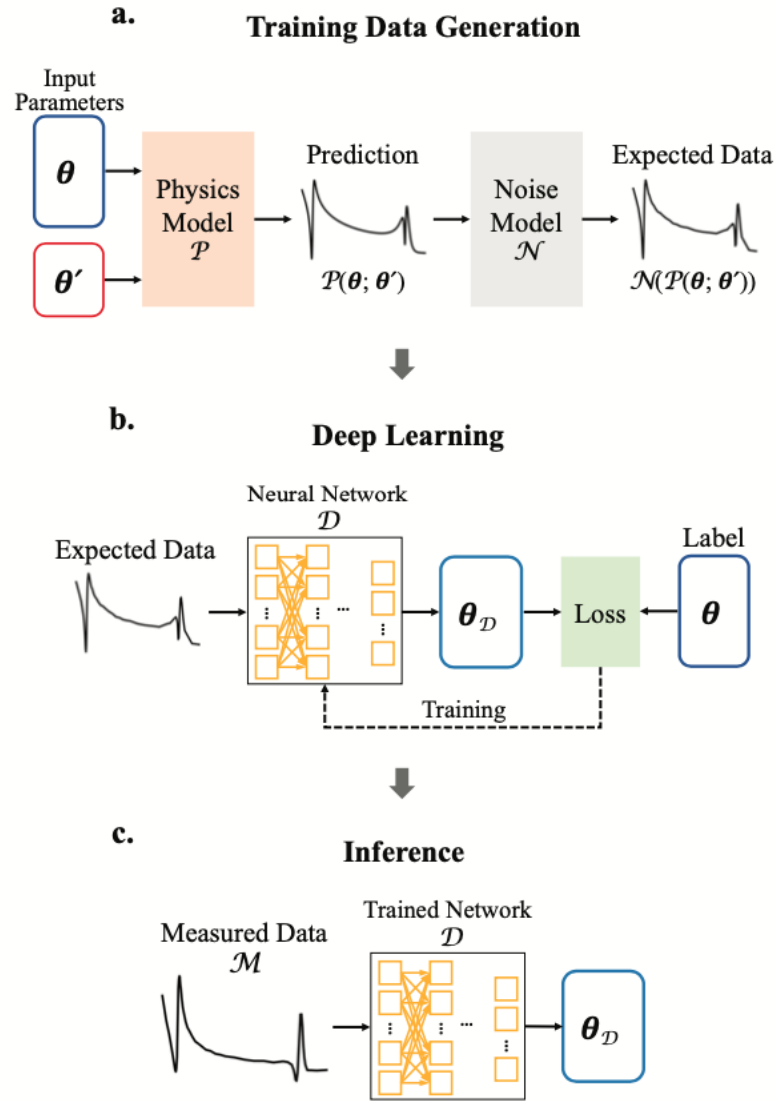 a.
Training Data Generation
Input
Parameters
θ
θ′
Physics
Model
𝒫
Prediction
𝒫(θ; θ′)
Noise
Model
𝒩
Expected Data
𝒩(𝒫(θ; θ′))
b.
Deep Learning
Expected Data
Neural Network
𝒟
...
θ𝒟
Loss
Label
θ
Training
c.
Inference
Measured Data
ℳ
Trained Network
𝒟
...
θ𝒟